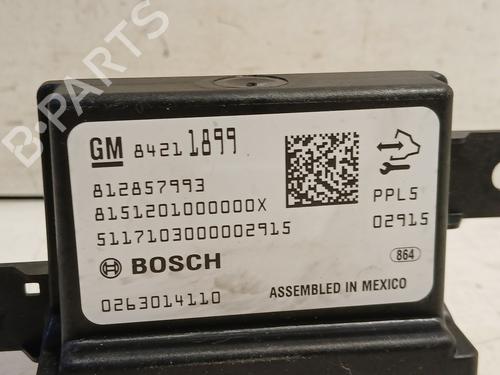 B-PARTS
GM 84211899
812857993
8151201000000X
5117103000002915
BOSCH
0263014110
PPL5
02915
864
ASSEMBLED IN MEXICO